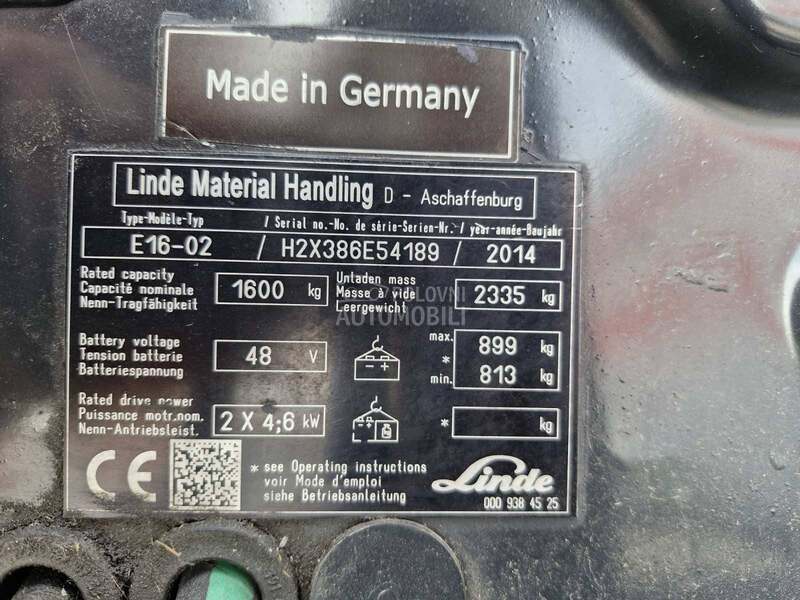 Made in Germany
Linde Material Handling D - Aschaffenburg
Type-Modèle-Typ / Serial no.-No. de série-Serien-Nr. / year-année-Baujahr
E16-02 / H2X386E54189 / 2014
Rated capacity
Capacité nominale
Nenn-Tragfähigkeit
1600 kg
Unladen mass
Masse à vide
Leergewicht
2335 kg
POLOVNI
AUTOMOBILI
Battery voltage
Tension batterie
Batteriespannung
48 V
- +
max. 899 kg
*
min. 813 kg
Rated drive power
Puissance motr.nom.
Nenn-Antriebsleist.
2 X 4;6 kW
* kg
CE
* see Operating instructions
voir Mode d'emploi
siehe Betriebsanleitung
Linde
000 938 45 25